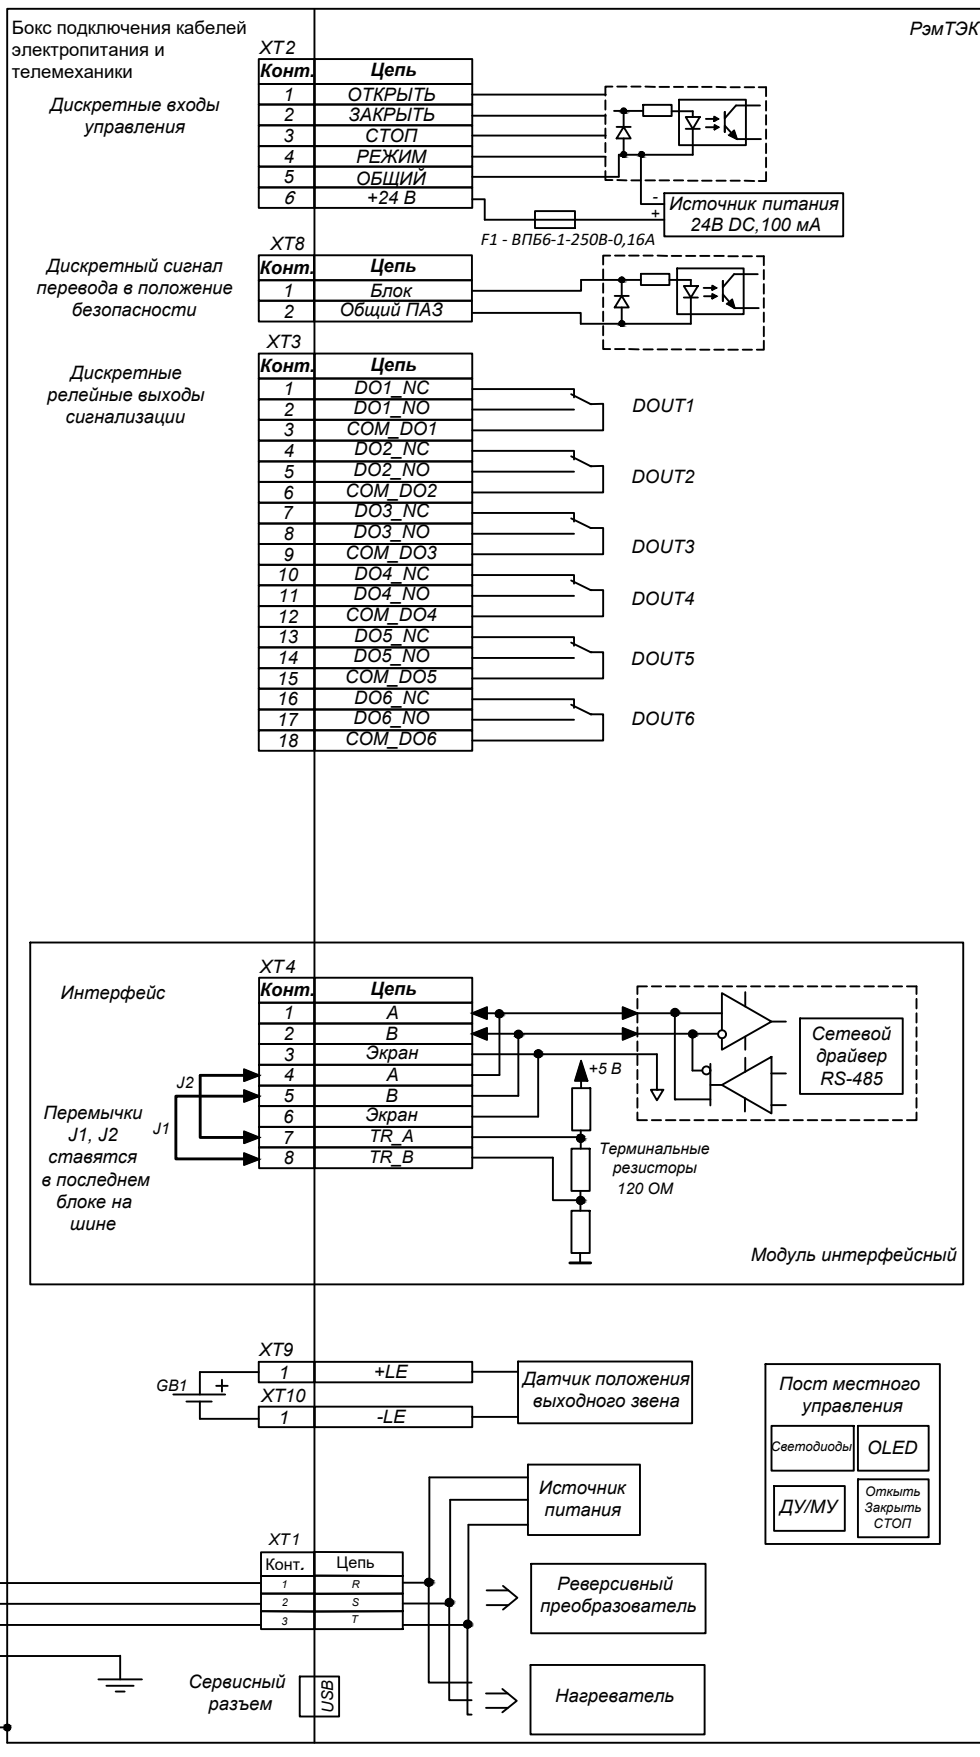 Бокс подключения кабелей
электропитания и
телемеханики
РэмТЭК
XT2
Конт. Цепь
Дискретные входы
управления
1 ОТКРЫТЬ
2 ЗАКРЫТЬ
3 СТОП
4 РЕЖИМ
5 ОБЩИЙ
6 +24 В
-
+
Источник питания
24В DC,100 мА
F1 - ВПБ6-1-250В-0,16А
XT8
Конт. Цепь
Дискретный сигнал
перевода в положение
безопасности
1 Блок
2 Общий ПАЗ
XT3
Конт. Цепь
Дискретные
релейные выходы
сигнализации
1 DO1_NC
2 DO1_NO
3 COM_DO1
DOUT1
4 DO2_NC
5 DO2_NO
6 COM_DO2
DOUT2
7 DO3_NC
8 DO3_NO
9 COM_DO3
DOUT3
10 DO4_NC
11 DO4_NO
12 COM_DO4
DOUT4
13 DO5_NC
14 DO5_NO
15 COM_DO5
DOUT5
16 DO6_NC
17 DO6_NO
18 COM_DO6
DOUT6
XT4
Интерфейс
Конт. Цепь
1 A
2 B
3 Экран
4 A
5 B
6 Экран
7 TR_A
8 TR_B
J2
J1
Перемычки
J1, J2
ставятся
в последнем
блоке на
шине
+5 В
Терминальные
резисторы
120 ОМ
Сетевой
драйвер
RS-485
Модуль интерфейсный
XT9
1 +LE
XT10
1 -LE
GB1
+
Датчик положения
выходного звена
Пост местного
управления
Светодиоды
OLED
ДУ/МУ
Откыть
Закрыть
СТОП
Источник
питания
XT1
Конт. Цепь
1 R
2 S
3 T
Реверсивный
преобразователь
Сервисный
разъем
USB
Нагреватель